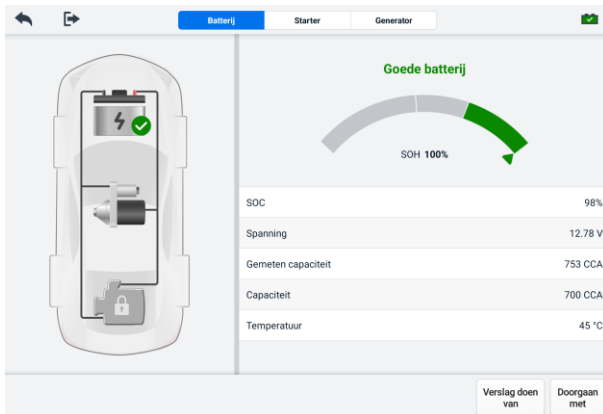 Batterij Starter Generator
Goede batterij
SOH 100%
SOC 98%
Spanning 12.78 V
Gemeten capaciteit 753 CCA
Capaciteit 700 CCA
Temperatuur 45 °C
Verslag doen van
Doorgaan met